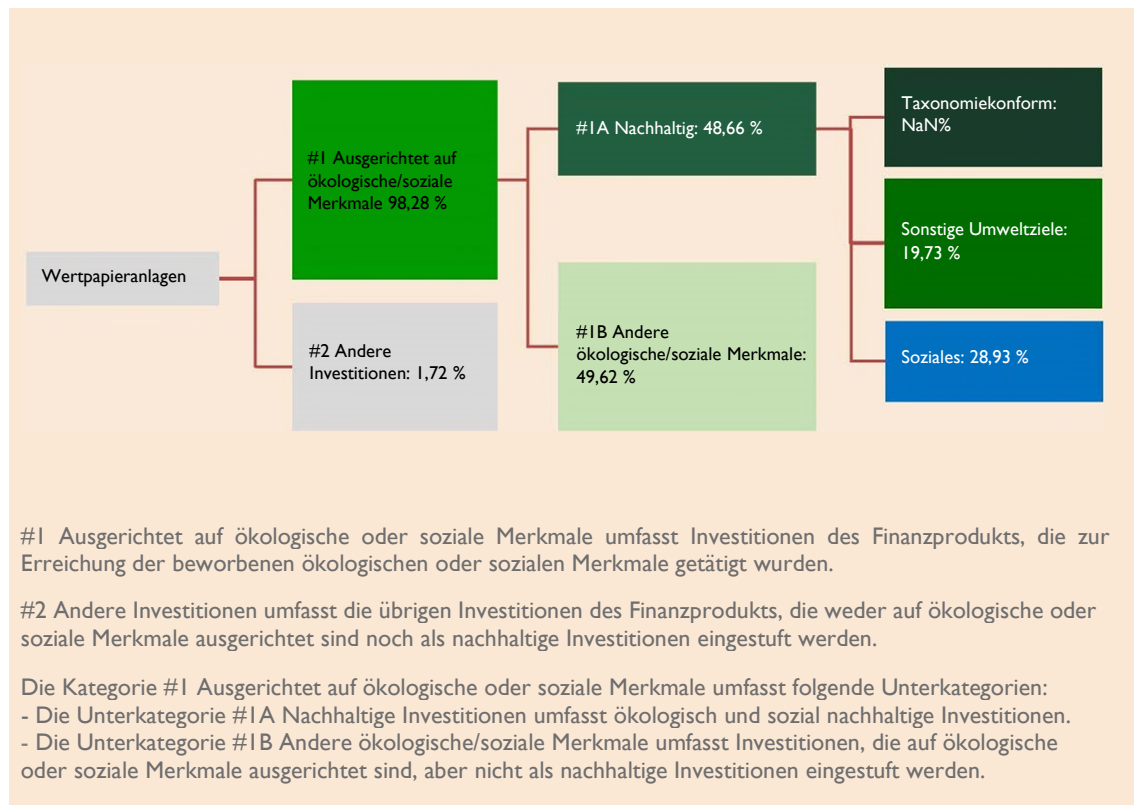 Wertpapieranlagen
#1 Ausgerichtet auf
ökologische/soziale
Merkmale 98,28 %
#2 Andere
Investitionen: 1,72 %
#1A Nachhaltig: 48,66 %
#1B Andere
ökologische/soziale Merkmale:
49,62 %
Taxonomiekonform:
NaN%
Sonstige Umweltziele:
19,73 %
Soziales: 28,93 %
#1 Ausgerichtet auf ökologische oder soziale Merkmale umfasst Investitionen des Finanzprodukts, die zur
Erreichung der beworbenen ökologischen oder sozialen Merkmale getätigt wurden.
#2 Andere Investitionen umfasst die übrigen Investitionen des Finanzprodukts, die weder auf ökologische oder
soziale Merkmale ausgerichtet sind noch als nachhaltige Investitionen eingestuft werden.
Die Kategorie #1 Ausgerichtet auf ökologische oder soziale Merkmale umfasst folgende Unterkategorien:
- Die Unterkategorie #1A Nachhaltige Investitionen umfasst ökologisch und sozial nachhaltige Investitionen.
- Die Unterkategorie #1B Andere ökologische/soziale Merkmale umfasst Investitionen, die auf ökologische
oder soziale Merkmale ausgerichtet sind, aber nicht als nachhaltige Investitionen eingestuft werden.